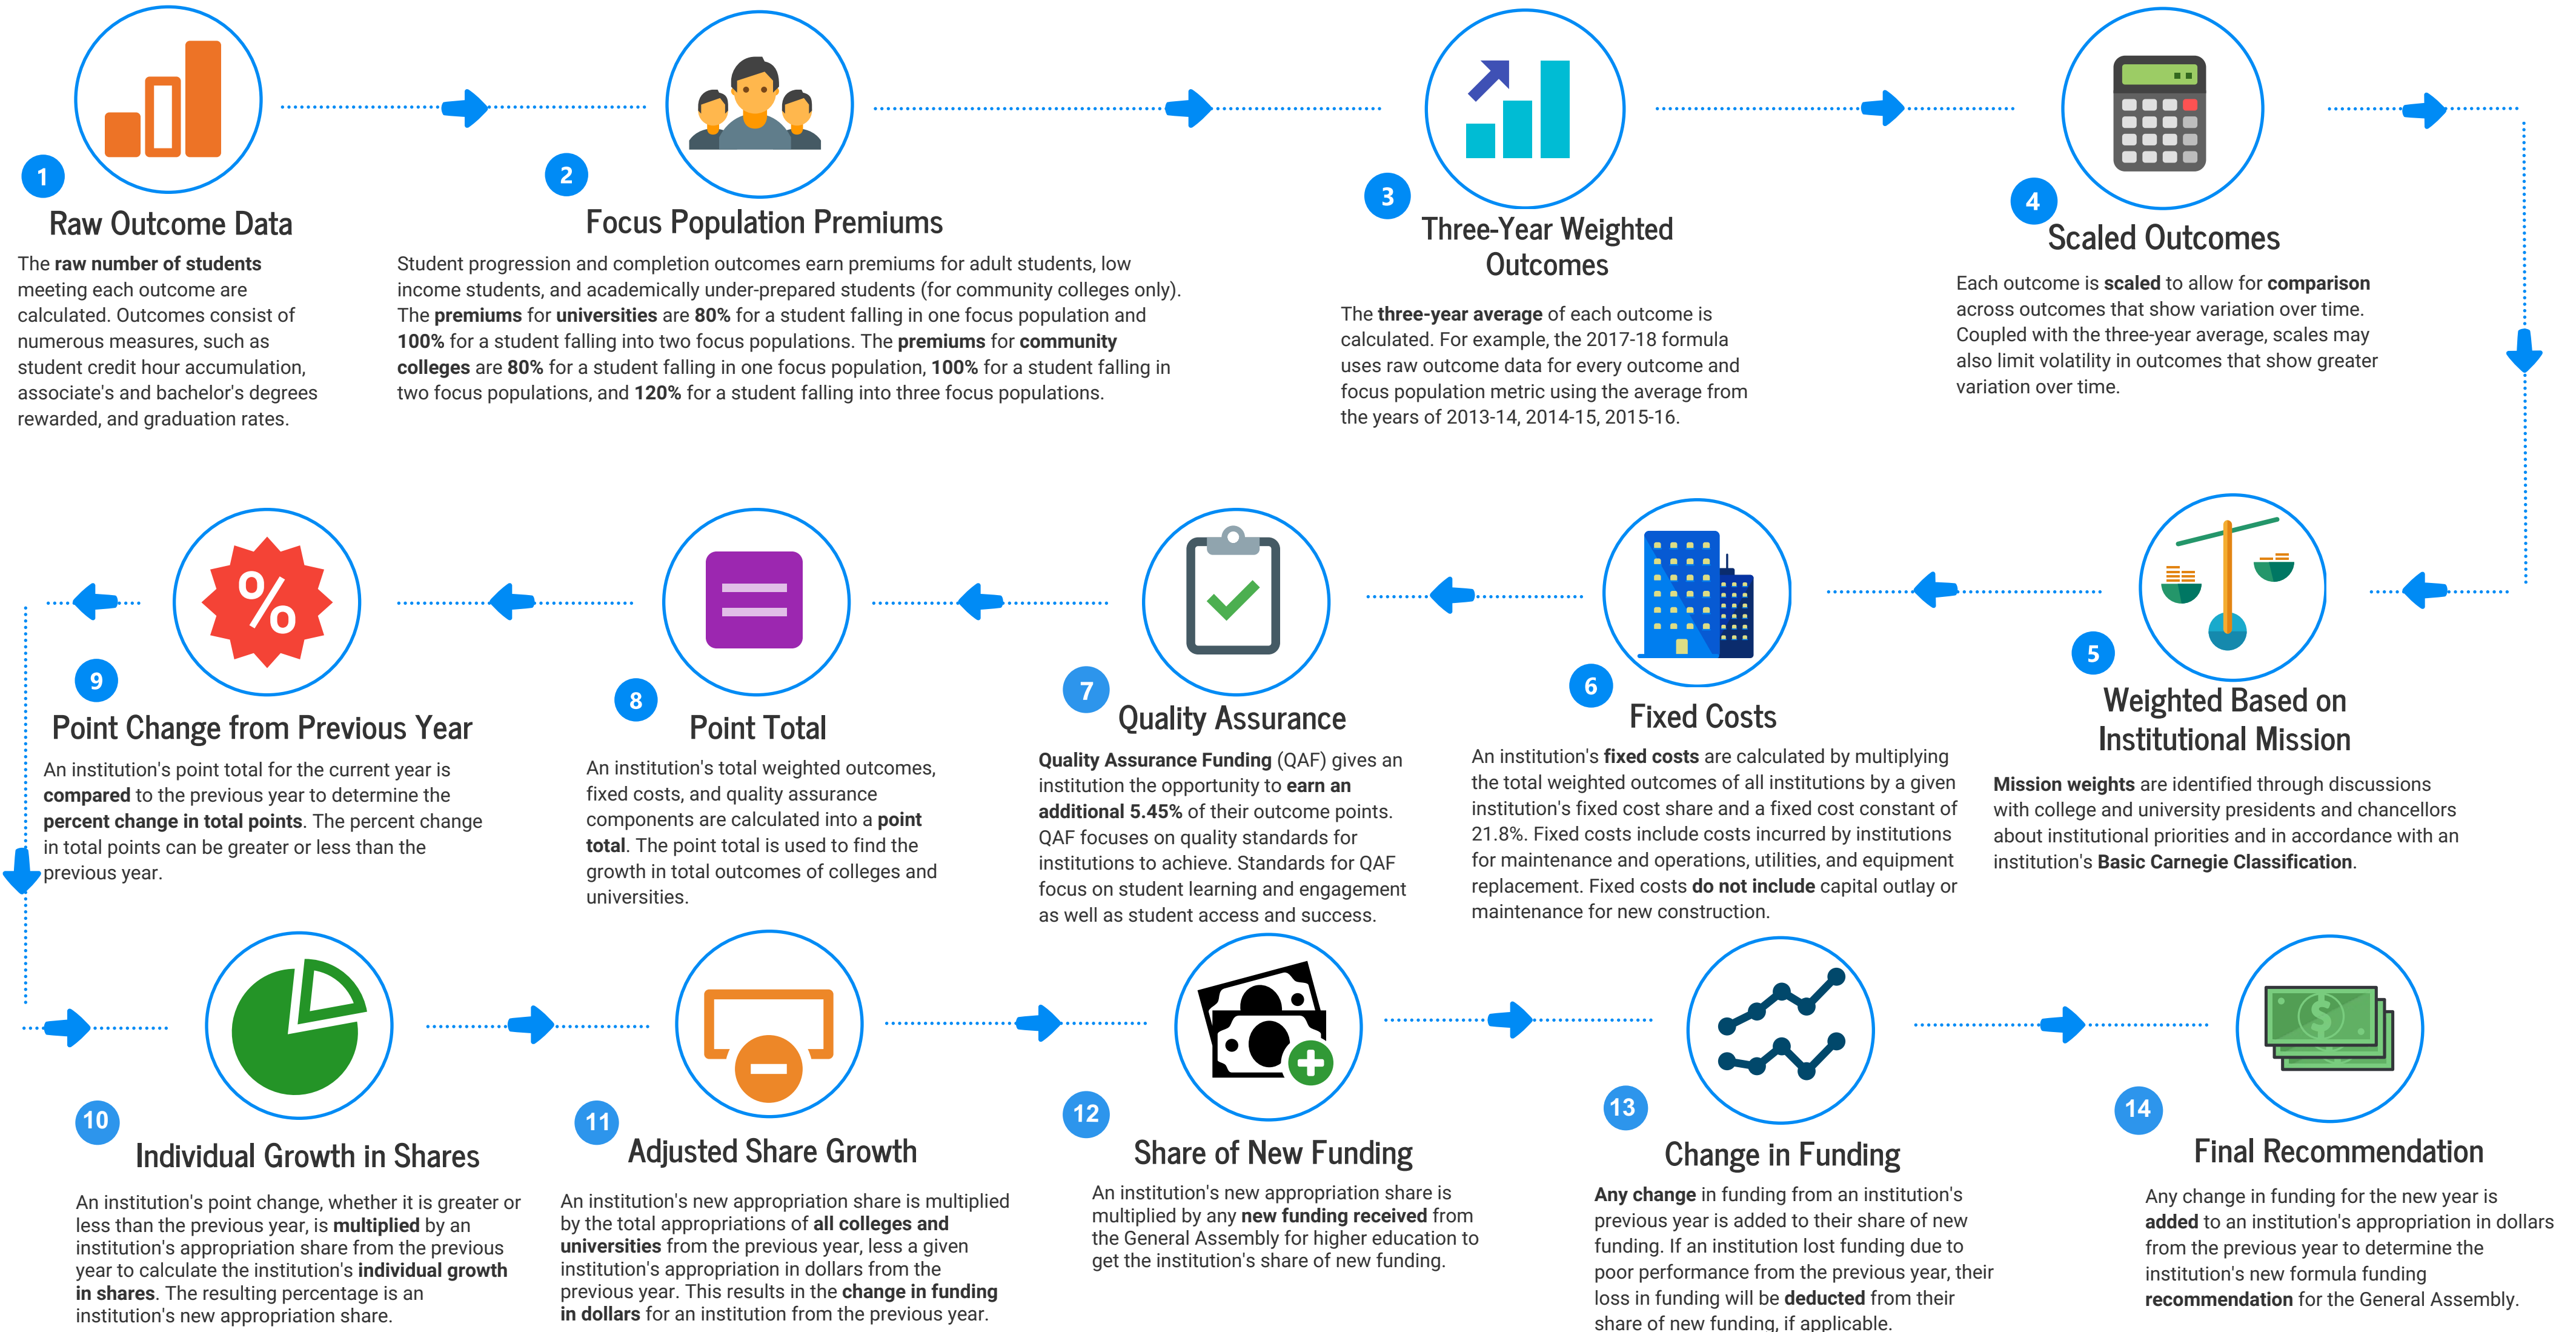 1
Raw Outcome Data
The raw number of students
meeting each outcome are
calculated. Outcomes consist of
numerous measures, such as
student credit hour accumulation,
associate's and bachelor's degrees
rewarded, and graduation rates.
2
Focus Population Premiums
Student progression and completion outcomes earn premiums for adult students, low
income students, and academically under-prepared students (for community colleges only).
The premiums for universities are 80% for a student falling in one focus population and
100% for a student falling into two focus populations. The premiums for community
colleges are 80% for a student falling in one focus population, 100% for a student falling in
two focus populations, and 120% for a student falling into three focus populations.
3
Three-Year Weighted
Outcomes
The three-year average of each outcome is
calculated. For example, the 2017-18 formula
uses raw outcome data for every outcome and
focus population metric using the average from
the years of 2013-14, 2014-15, 2015-16.
4
Scaled Outcomes
Each outcome is scaled to allow for comparison
across outcomes that show variation over time.
Coupled with the three-year average, scales may
also limit volatility in outcomes that show greater
variation over time.
5
Weighted Based on
Institutional Mission
Mission weights are identified through discussions
with college and university presidents and chancellors
about institutional priorities and in accordance with an
institution's Basic Carnegie Classification.
6
Fixed Costs
An institution's fixed costs are calculated by multiplying
the total weighted outcomes of all institutions by a given
institution's fixed cost share and a fixed cost constant of
21.8%. Fixed costs include costs incurred by institutions
for maintenance and operations, utilities, and equipment
replacement. Fixed costs do not include capital outlay or
maintenance for new construction.
7
Quality Assurance
Quality Assurance Funding (QAF) gives an
institution the opportunity to earn an
additional 5.45% of their outcome points.
QAF focuses on quality standards for
institutions to achieve. Standards for QAF
focus on student learning and engagement
as well as student access and success.
8
Point Total
An institution's total weighted outcomes,
fixed costs, and quality assurance
components are calculated into a point
total. The point total is used to find the
growth in total outcomes of colleges and
universities.
%
9
Point Change from Previous Year
An institution's point total for the current year is
compared to the previous year to determine the
percent change in total points. The percent change
in total points can be greater or less than the
previous year.
10
Individual Growth in Shares
An institution's point change, whether it is greater or
less than the previous year, is multiplied by an
institution's appropriation share from the previous
year to calculate the institution's individual growth
in shares. The resulting percentage is an
institution's new appropriation share.
11
Adjusted Share Growth
An institution's new appropriation share is multiplied
by the total appropriations of all colleges and
universities from the previous year, less a given
institution's appropriation in dollars from the
previous year. This results in the change in funding
in dollars for an institution from the previous year.
12
Share of New Funding
An institution's new appropriation share is
multiplied by any new funding received from
the General Assembly for higher education to
get the institution's share of new funding.
13
Change in Funding
Any change in funding from an institution's
previous year is added to their share of new
funding. If an institution lost funding due to
poor performance from the previous year, their
loss in funding will be deducted from their
share of new funding, if applicable.
$
14
Final Recommendation
Any change in funding for the new year is
added to an institution's appropriation in dollars
from the previous year to determine the
institution's new formula funding
recommendation for the General Assembly.